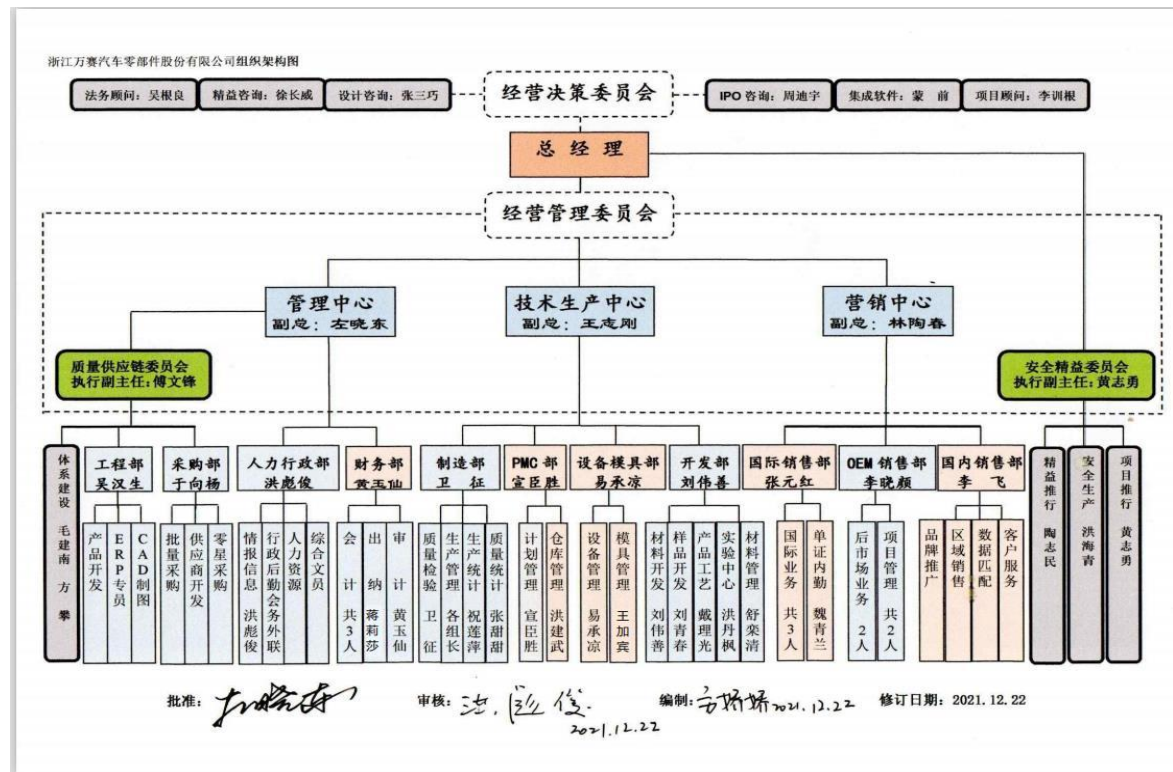 浙江万赛汽车零部件股份有限公司组织架构图
法务顾问：吴根良
精益咨询：徐长威
设计咨询：张三巧
经营决策委员会
IPO 咨询：周迪宇
集成软件：蒙 前
项目顾问：李训根
总 经 理
经营管理委员会
管理中心
副总：左晓东
技术生产中心
副总：王志刚
营销中心
副总：林陶春
质量供应链委员会
执行副主任：傅文锋
安全精益委员会
执行副主任：黄志勇
体系建设 毛建南 方 攀
工程部
吴汉生
采购部
于向杨
人力行政部
洪彪俊
财务部
黄玉仙
制造部
卫 征
PMC 部
宣臣胜
设备模具部
易承凉
开发部
刘伟善
国际销售部
张元红
OEM 销售部
李晓颜
国内销售部
李 飞
精益推行 陶志民
安全生产 洪海青
项目推行 黄志勇
产品开发
ERP专员
CAD制图
批量采购
供应商开发
零星采购
情报信息 洪彪俊
行政后勤会务外联
人力资源
综合文员
会 计 共3人
出 纳 蒋莉莎
审 计 黄玉仙
质量检验 卫 征
生产管理 各组长
生产统计 祝莲萍
质量统计 张甜甜
计划管理 宣臣胜
仓库管理 洪建武
设备管理 易承凉
模具管理 王加宾
材料开发 刘伟善
样品开发 刘青春
产品工艺 戴理光
实验中心 洪丹枫
材料管理 舒栾清
国际业务 共3人
单证内勤 魏青兰
后市场业务 2人
项目管理 共2人
品牌推广
区域销售
数据匹配
客户服务
批准：
审核：洪彪俊
2021.12.22
编制：方娇娇 2021.12.22
修订日期：2021.12.22